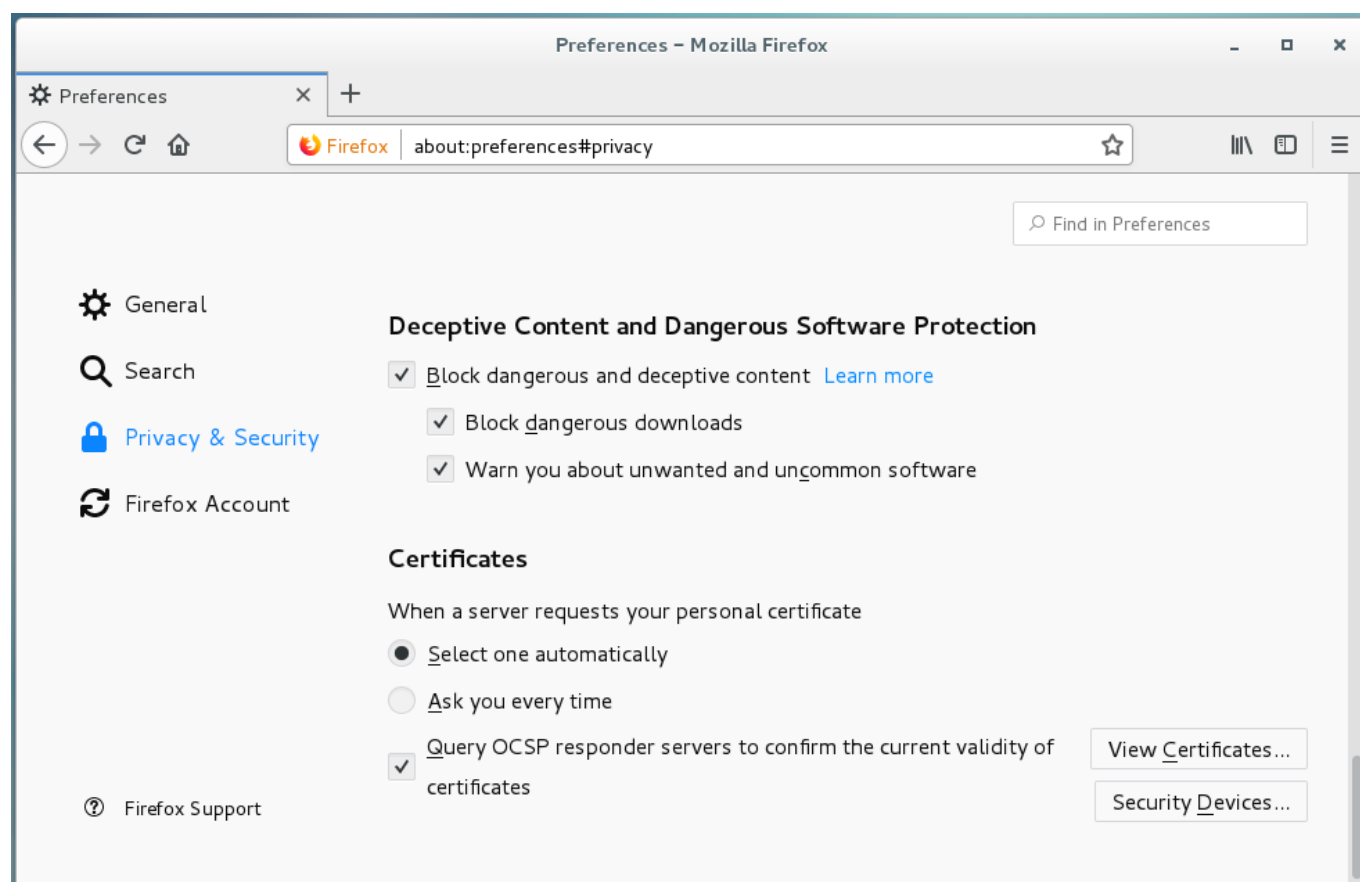 Preferences – Mozilla Firefox
Preferences
Firefox about:preferences#privacy
Find in Preferences
General
Search
Privacy & Security
Firefox Account
Firefox Support
Deceptive Content and Dangerous Software Protection
Block dangerous and deceptive content Learn more
Block dangerous downloads
Warn you about unwanted and uncommon software
Certificates
When a server requests your personal certificate
Select one automatically
Ask you every time
Query OCSP responder servers to confirm the current validity of
certificates
View Certificates...
Security Devices...